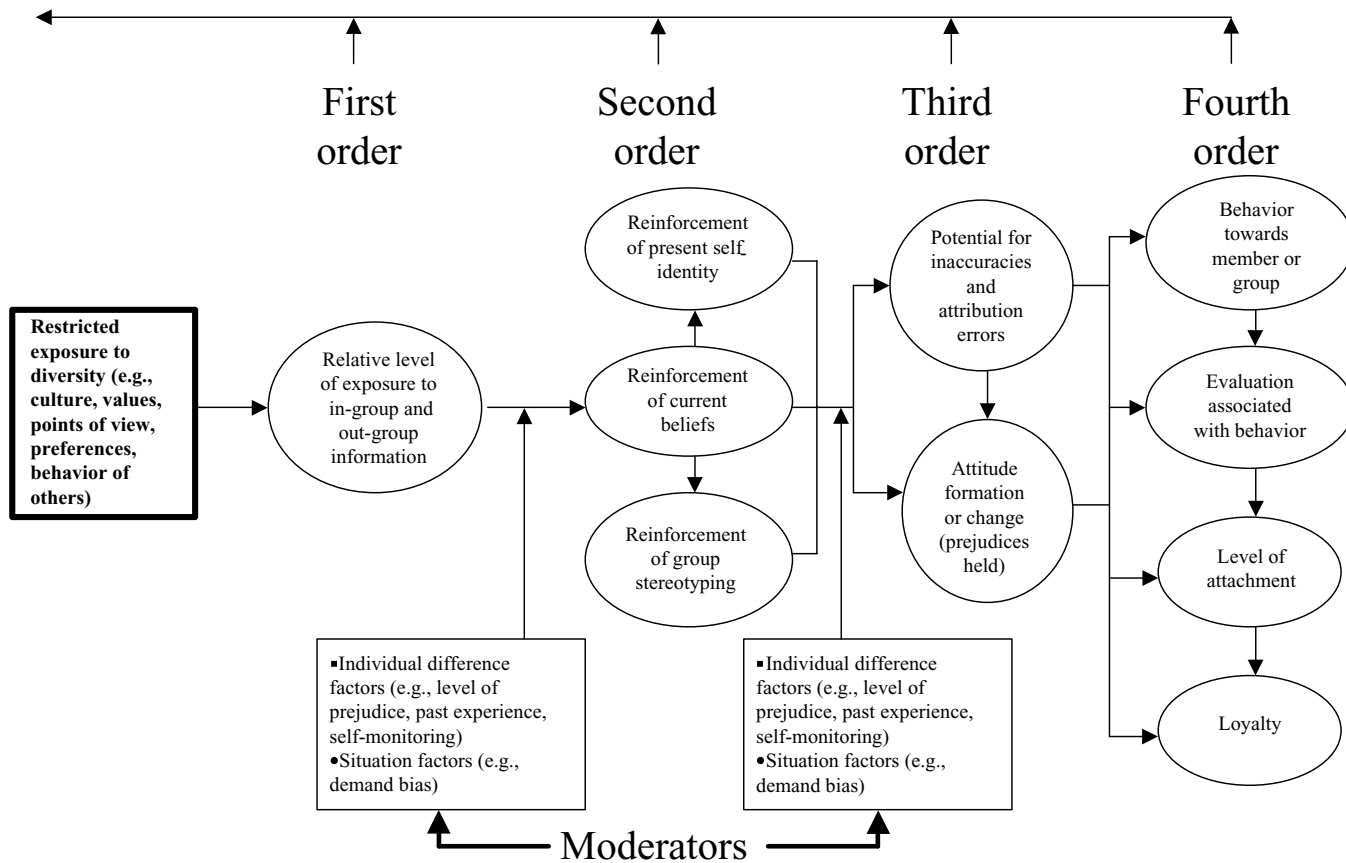 First
order
Second
order
Third
order
Fourth
order
Restricted
exposure to
diversity (e.g.,
culture, values,
points of view,
preferences,
behavior of
others)
Relative level
of exposure to
in-group and
out-group
information
Reinforcement
of present self-
identity
Reinforcement
of current
beliefs
Reinforcement
of group
stereotyping
Potential for
inaccuracies
and
attribution
errors
Attitude
formation
or change
(prejudices
held)
Behavior
towards
member or
group
Evaluation
associated
with behavior
Level of
attachment
Loyalty
▪Individual difference
factors (e.g., level of
prejudice, past experience,
self-monitoring)
•Situation factors (e.g.,
demand bias)
▪Individual difference
factors (e.g., level of
prejudice, past experience,
self-monitoring)
•Situation factors (e.g.,
demand bias)
Moderators